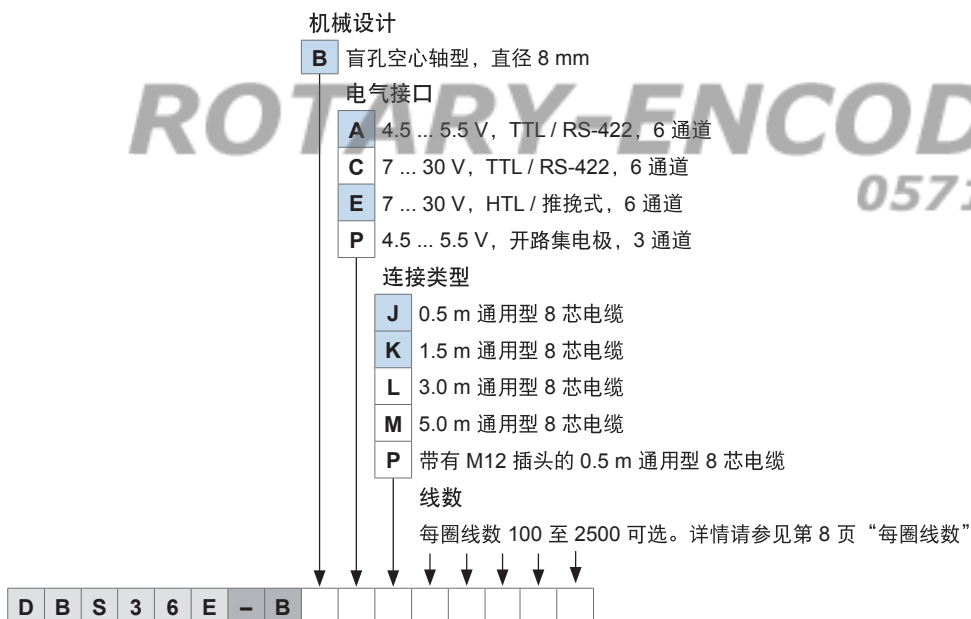 机械设计
B 盲孔空心轴型，直径 8 mm
ROTARY-ENCOD
电气接口
A 4.5 ... 5.5 V，TTL / RS-422，6 通道
C 7 ... 30 V，TTL / RS-422，6 通道
0571
E 7 ... 30 V，HTL / 推挽式，6 通道
P 4.5 ... 5.5 V，开路集电极，3 通道
连接类型
J 0.5 m 通用型 8 芯电缆
K 1.5 m 通用型 8 芯电缆
L 3.0 m 通用型 8 芯电缆
M 5.0 m 通用型 8 芯电缆
P 带有 M12 插头的 0.5 m 通用型 8 芯电缆
线数
每圈线数 100 至 2500 可选。详情请参见第 8 页“每圈线数”
D B S 3 6 E – B